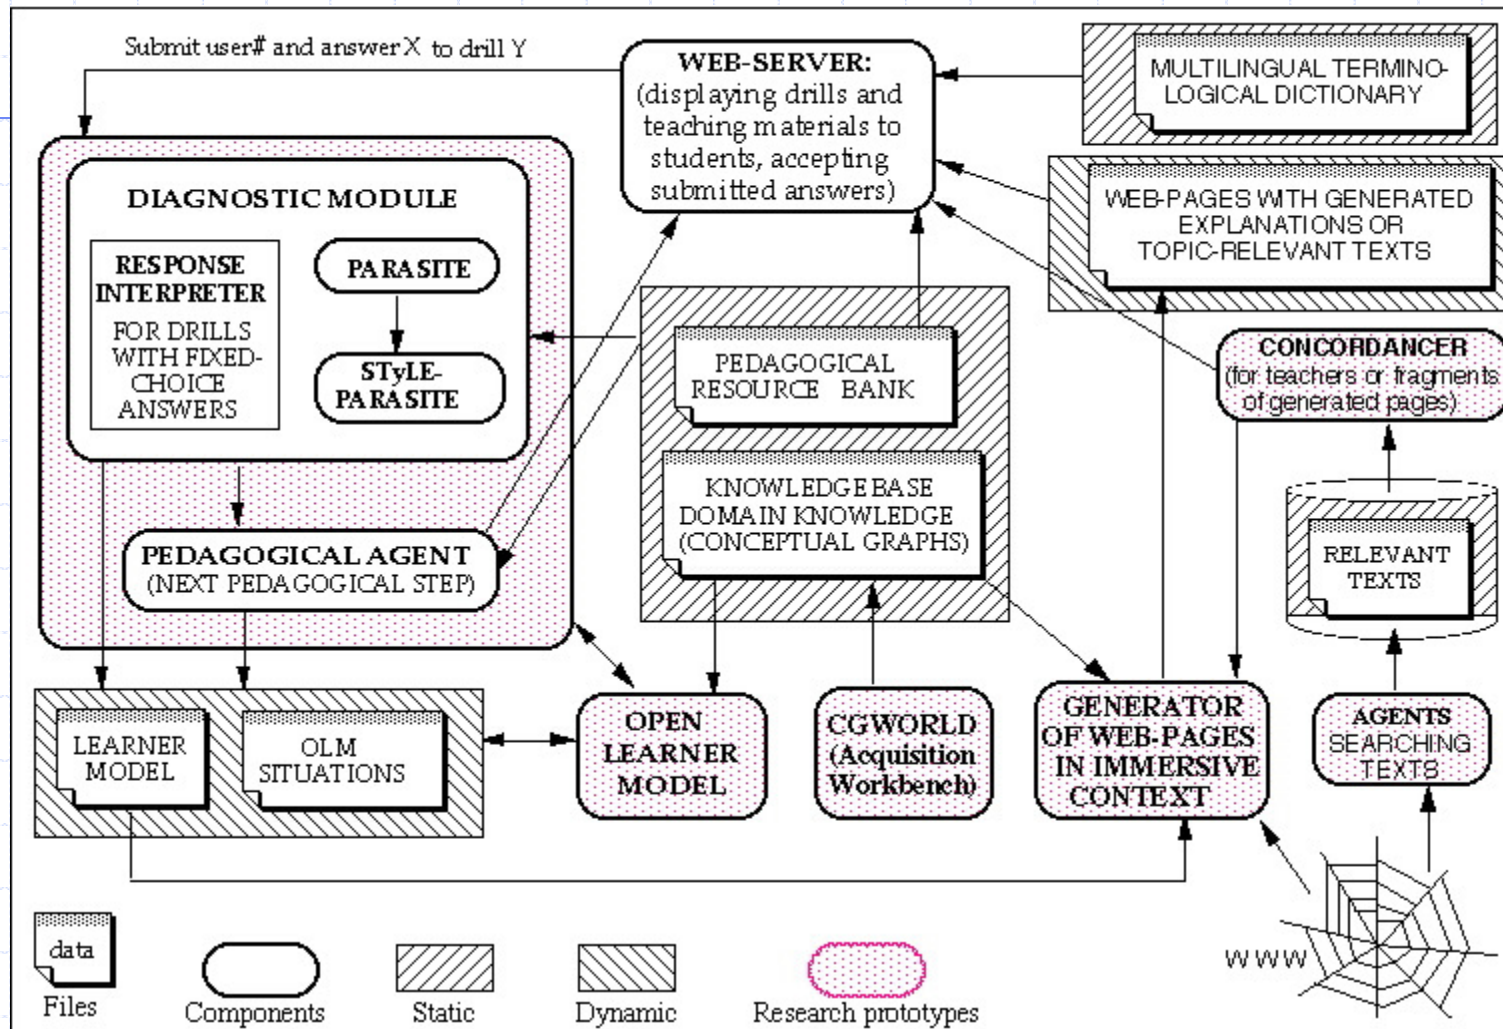 Submit user# and answer X to drill Y
WEB-SERVER:
(displaying drills and
teaching materials to
students, accepting
submitted answers)
MULTILINGUAL TERMINO-
LOGICAL DICTIONARY
WEB-PAGES WITH GENERATED
EXPLANATIONS OR
TOPIC-RELEVANT TEXTS
DIAGNOSTIC MODULE
RESPONSE
INTERPRETER
FOR DRILLS
WITH FIXED-
CHOICE
ANSWERS
PARASITE
STyLE-
PARASITE
PEDAGOGICAL
RESOURCE BANK
CONCORDANCER
(for teachers or fragments
of generated pages)
KNOWLEDGE BASE
DOMAIN KNOWLEDGE
(CONCEPTUAL GRAPHS)
RELEVANT
TEXTS
PEDAGOGICAL AGENT
(NEXT PEDAGOGICAL STEP)
LEARNER
MODEL
OLM
SITUATIONS
OPEN
LEARNER
MODEL
CGWORLD
(Acquisition
Workbench)
GENERATOR
OF WEB-PAGES
IN IMMERSIVE
CONTEXT
AGENTS
SEARCHING
TEXTS
WWW
data
Files
Components
Static
Dynamic
Research prototypes